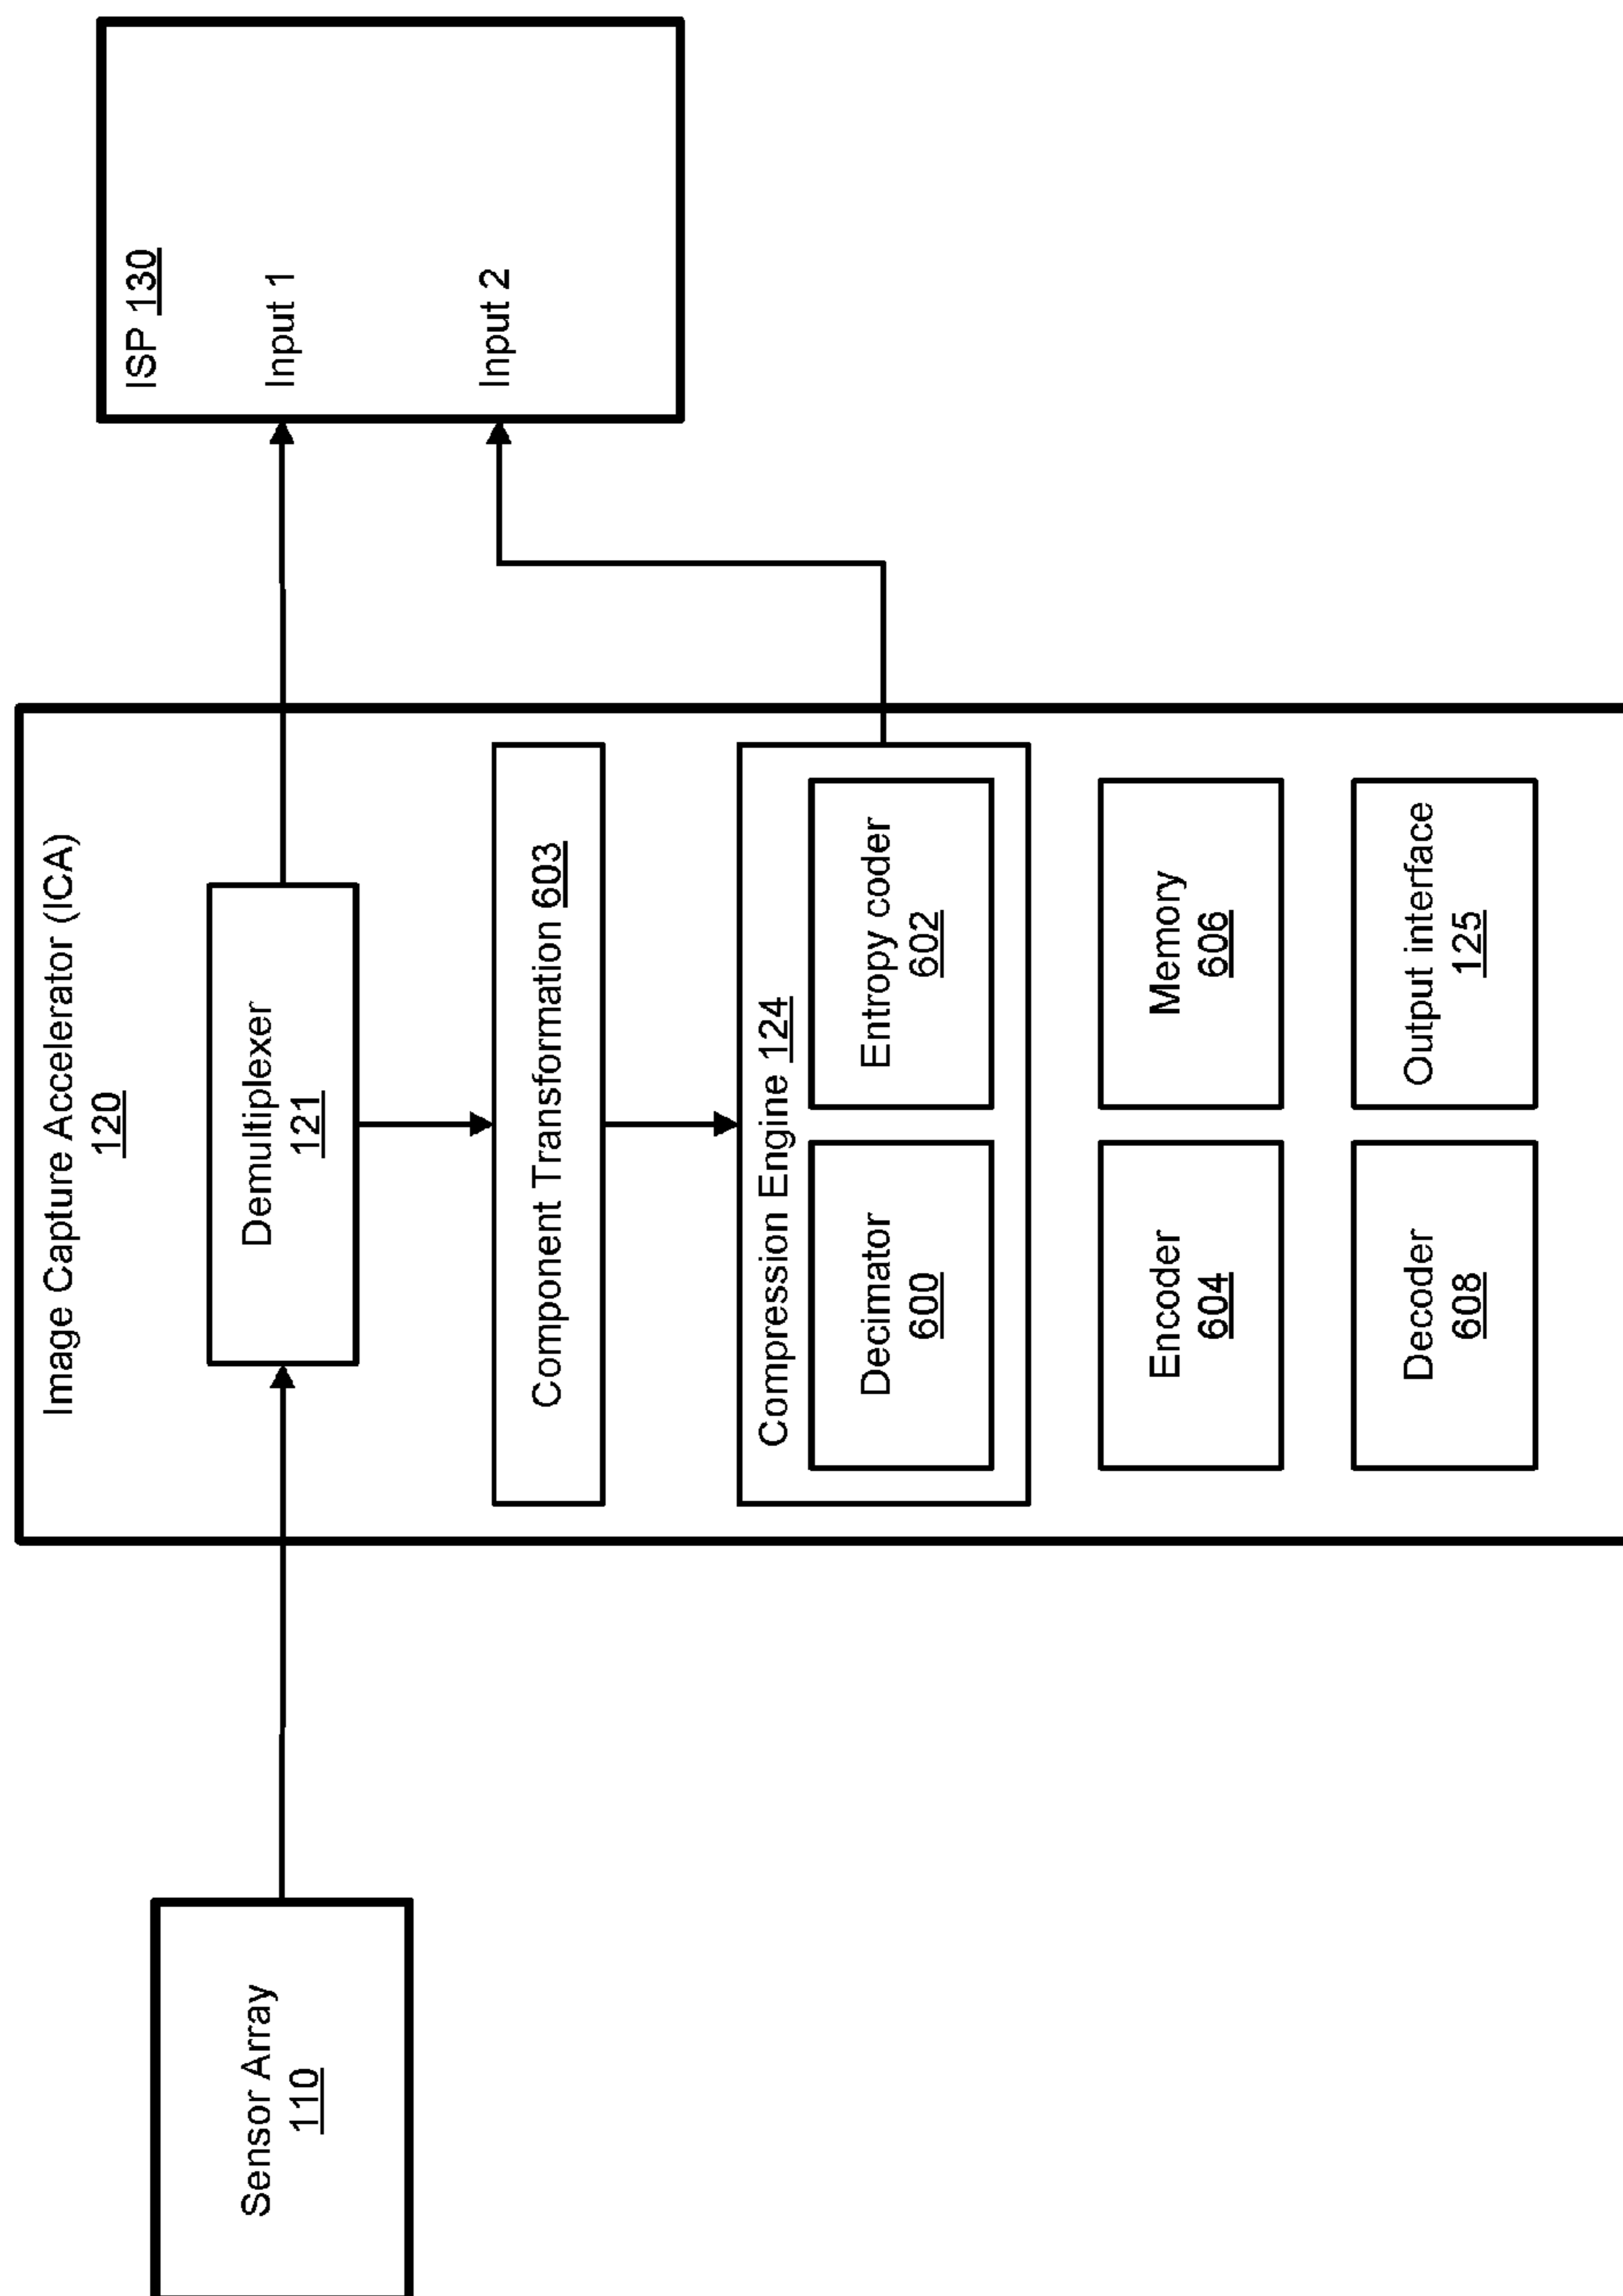 Sensor Array
110
Image Capture Accelerator (ICA)
120
Demultiplexer
121
Component Transformation 603
Compression Engine 124
Decimator
600
Entropy coder
602
Encoder
604
Memory
606
Decoder
608
Output interface
125
ISP 130
Input 1
Input 2